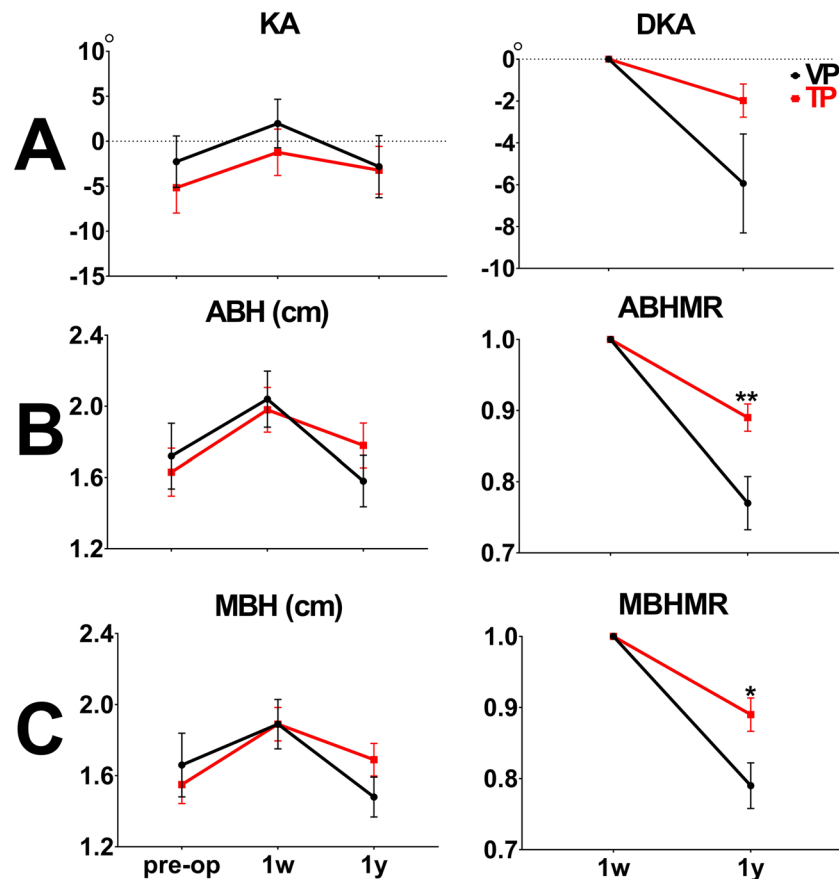 A
KA
°
10
5
0
-5
-10
-15
DKA
°
0
-2
-4
-6
-8
-10
VP
TP
B
ABH (cm)
2.4
2.0
1.6
1.2
ABHMR
1.0
0.9
0.8
0.7
**
C
MBH (cm)
2.4
2.0
1.6
1.2
pre-op 1w 1y
MBHMR
1.0
0.9
0.8
0.7
*
1w 1y